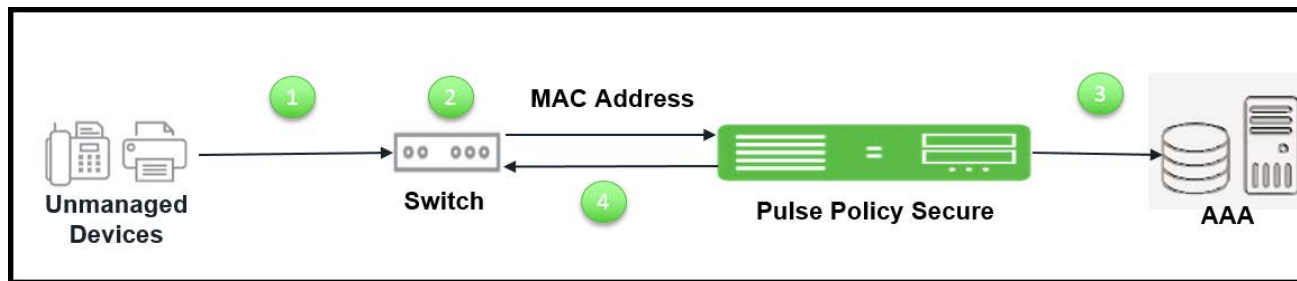 1
2
MAC Address
3
Unmanaged
Devices
Switch
4
Pulse Policy Secure
AAA